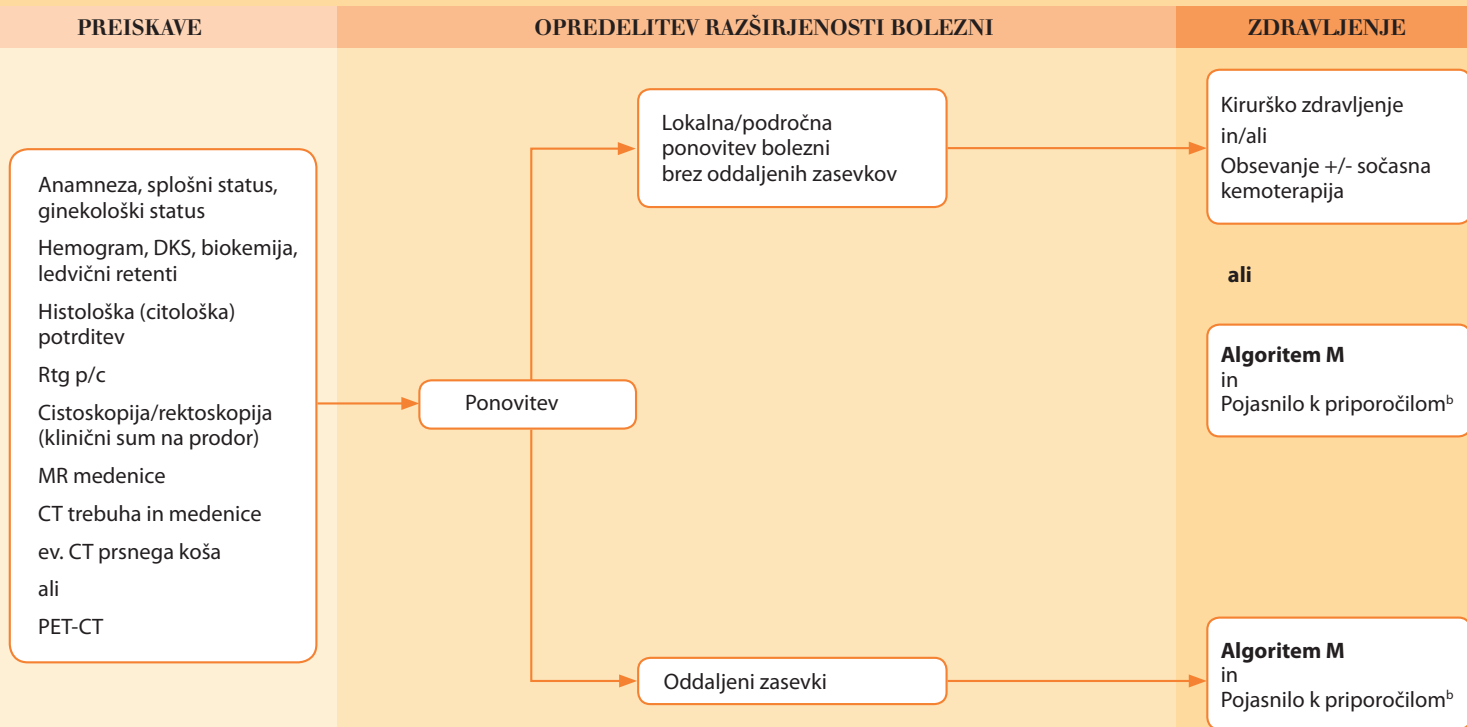 PREISKAVE
OPREDELITEV RAZŠIRJENOSTI BOLEZNI
ZDRAVLJENJE
Anamneza, splošni status,
ginekološki status
Hemogram, DKS, biokemija,
ledvični retenti
Histološka (citološka)
potrditev
Rtg p/c
Cistoskopija/rektoskopija
(klinični sum na prodor)
MR medenice
CT trebuha in medenice
ev. CT prsnega koša
ali
PET-CT
Ponovitev
Lokalna/področna
ponovitev bolezni
brez oddaljenih zasevkov
Oddaljeni zasevki
Kirurško zdravljenje
in/ali
Obsevanje +/- sočasna
kemoterapija
ali
Algoritem M
in
Pojasnilo k priporočilomᵇ
Algoritem M
in
Pojasnilo k priporočilomᵇ